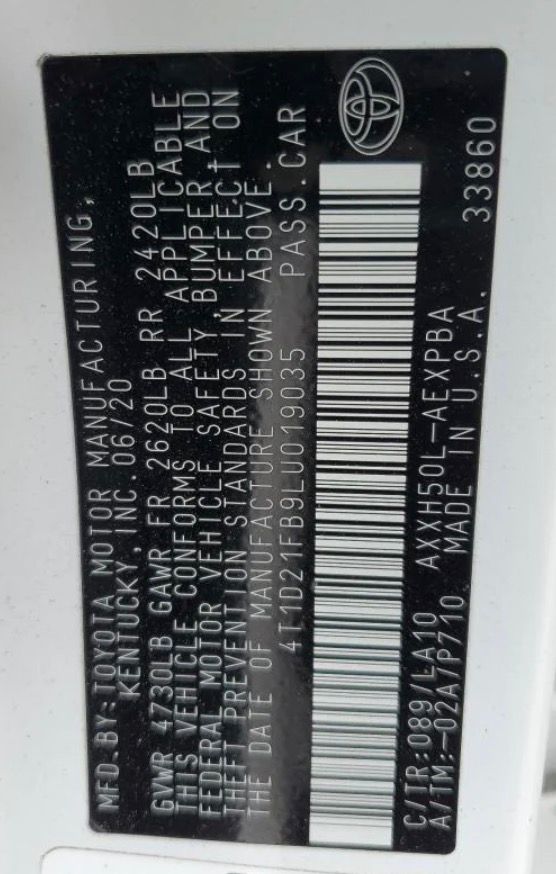 MFD.BY:TOYOTA MOTOR MANUFACTURING,
KENTUCKY, INC. 06/20
GVWR 4730LB GAWR FR 2620LB RR 2420LB
THIS VEHICLE CONFORMS TO ALL APPLICABLE
FEDERAL MOTOR VEHICLE SAFETY, BUMPER, AND
THEFT PREVENTION STANDARDS IN EFFECT ON
THE DATE OF MANUFACTURE SHOWN ABOVE.
4T1D21FB9LU019035 PASS.CAR
C/TR:089/LA10 AXXH50L-AEXPBA 33860
A/TM:-02A/P710 MADE IN U.S.A.